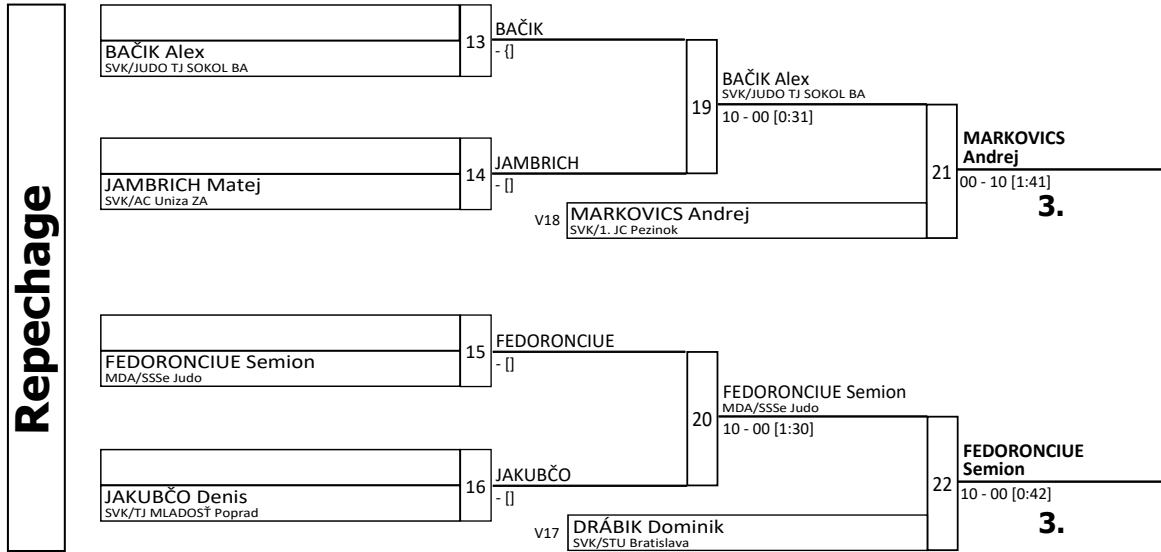 Repechage
13
BAČIK
- {]
BAČIK Alex
SVK/JUDO TJ SOKOL BA
19
BAČIK Alex
SVK/JUDO TJ SOKOL BA
10 - 00 [0:31]
14
JAMBRICH
- []
JAMBRICH Matej
SVK/AC Uniza ZA
21
MARKOVICS
Andrej
00 - 10 [1:41]
3.
V18
MARKOVICS Andrej
SVK/1. JC Pezinok
15
FEDORONCIUE
- []
FEDORONCIUE Semion
MDA/SSSe Judo
20
FEDORONCIUE Semion
MDA/SSSe Judo
10 - 00 [1:30]
16
JAKUBČO
- []
JAKUBČO Denis
SVK/TJ MLADOSŤ Poprad
22
FEDORONCIUE
Semion
10 - 00 [0:42]
3.
V17
DRÁBIK Dominik
SVK/STU Bratislava